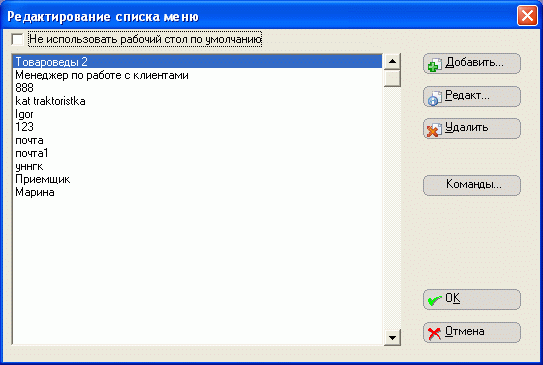 Редактирование списка меню
Не использовать рабочий стол по умолчанию
Товароведы 2
Менеджер по работе с клиентами
888
kat traktoristka
Igor
123
почта
почта1
уннгк
Приемщик
Марина
Добавить...
Редакт...
Удалить
Команды...
OK
Отмена